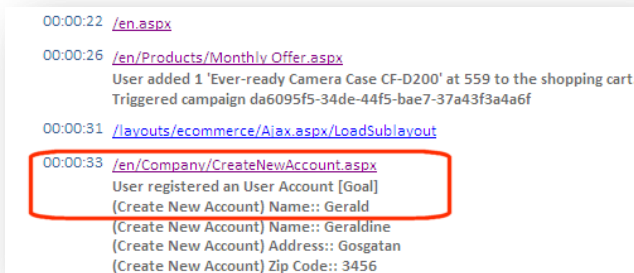 00:00:22 /en.aspx
00:00:26 /en/Products/Monthly Offer.aspx
User added 1 'Ever-ready Camera Case CF-D200' at 559 to the shopping cart
Triggered campaign da6095f5-34de-44f5-bae7-37a43f3a4a6f
00:00:31 /layouts/ecommerce/Ajax.aspx/LoadSublayout
00:00:33 /en/Company/CreateNewAccount.aspx
User registered an User Account [Goal]
(Create New Account) Name:: Gerald
(Create New Account) Name:: Geraldine
(Create New Account) Address:: Gosgatan
(Create New Account) Zip Code:: 3456